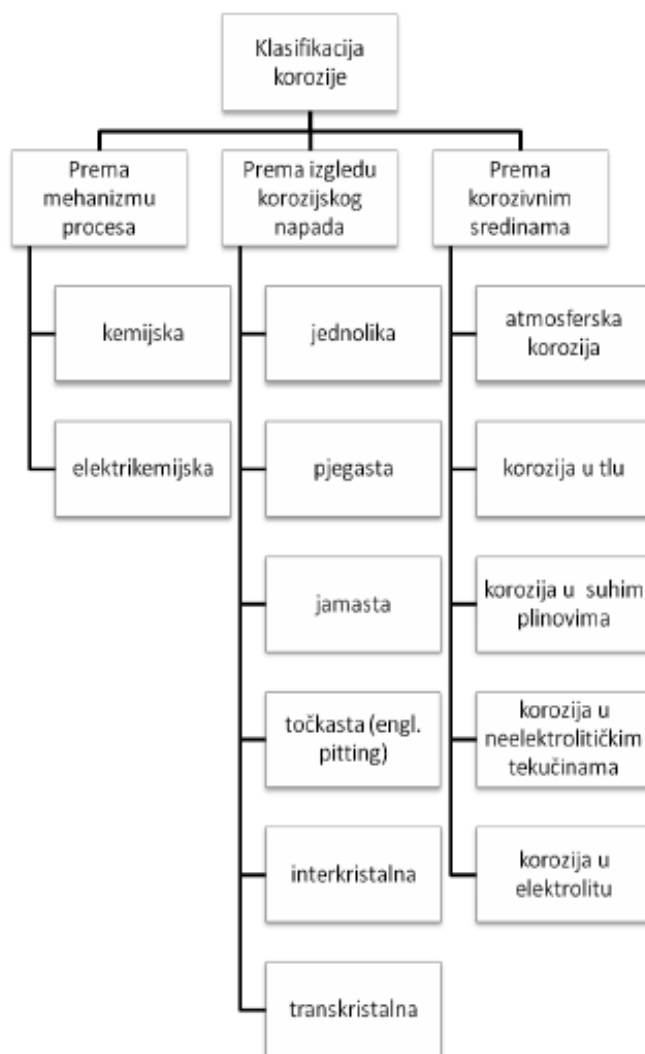 Klasifikacija
korozije
Prema
mehanizmu
procesa
kemijska
elektrikemijska
Prema izgledu
korozijskog
napada
jednolika
pjegasta
jamasta
točkasta (engl.
pitting)
interkristalna
transkristalna
Prema
korozivnim
sredinama
atmosferska
korozija
korozija u tlu
korozija u suhim
plinovima
korozija u
neelektrolitičkim
tekučinama
korozija u
elektrolitu